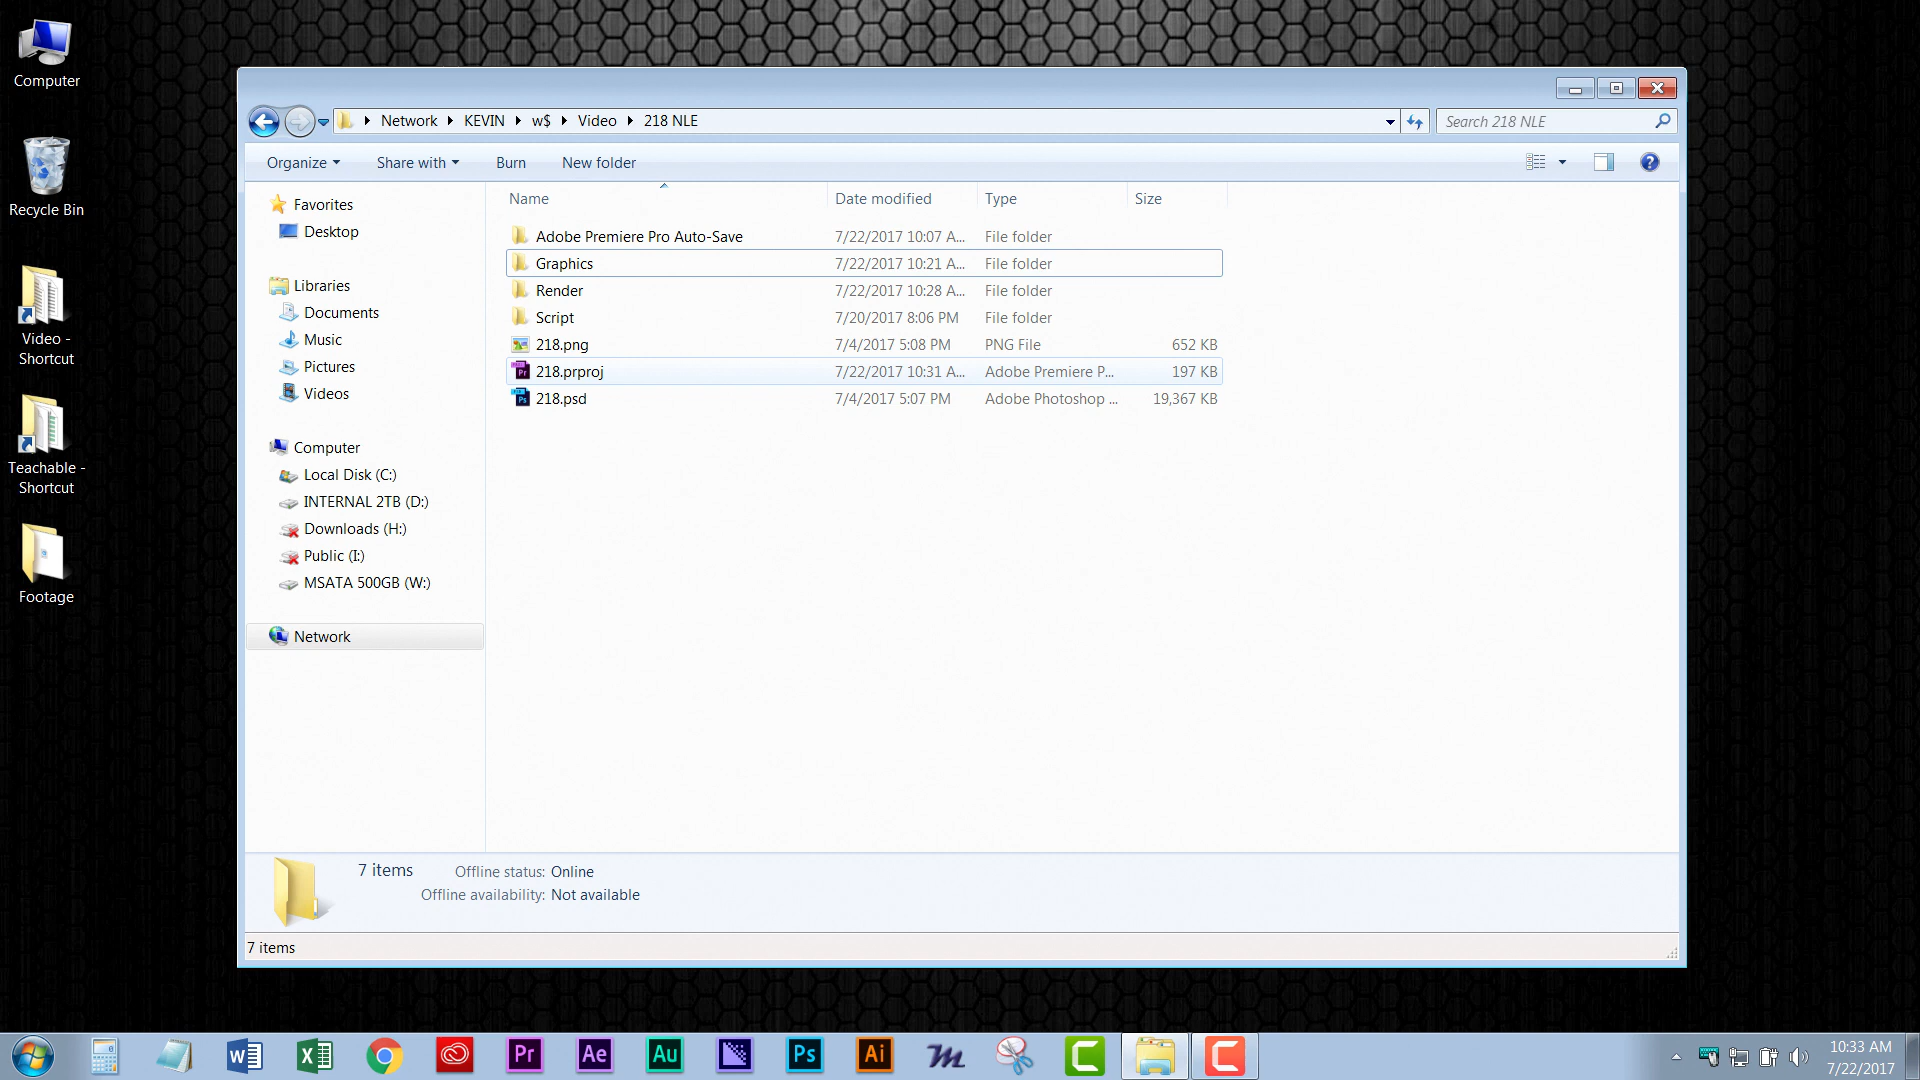 Computer
Recycle Bin
Video -
Shortcut
Teachable -
Shortcut
Footage
Network KEVIN w$ Video 218 NLE
Search 218 NLE
Organize Share with Burn New folder
Favorites
Desktop
Libraries
Documents
Music
Pictures
Videos
Computer
Local Disk (C:)
INTERNAL 2TB (D:)
Downloads (H:)
Public (I:)
MSATA 500GB (W:)
Network
Name Date modified Type Size
Adobe Premiere Pro Auto-Save 7/22/2017 10:07 A... File folder
Graphics 7/22/2017 10:21 A... File folder
Render 7/22/2017 10:28 A... File folder
Script 7/20/2017 8:06 PM File folder
218.png 7/4/2017 5:08 PM PNG File 652 KB
218.prproj 7/22/2017 10:31 A... Adobe Premiere P... 197 KB
218.psd 7/4/2017 5:07 PM Adobe Photoshop ... 19,367 KB
7 items Offline status: Online
Offline availability: Not available
7 items
Pr Ae Au Ps Ai
10:33 AM
7/22/2017